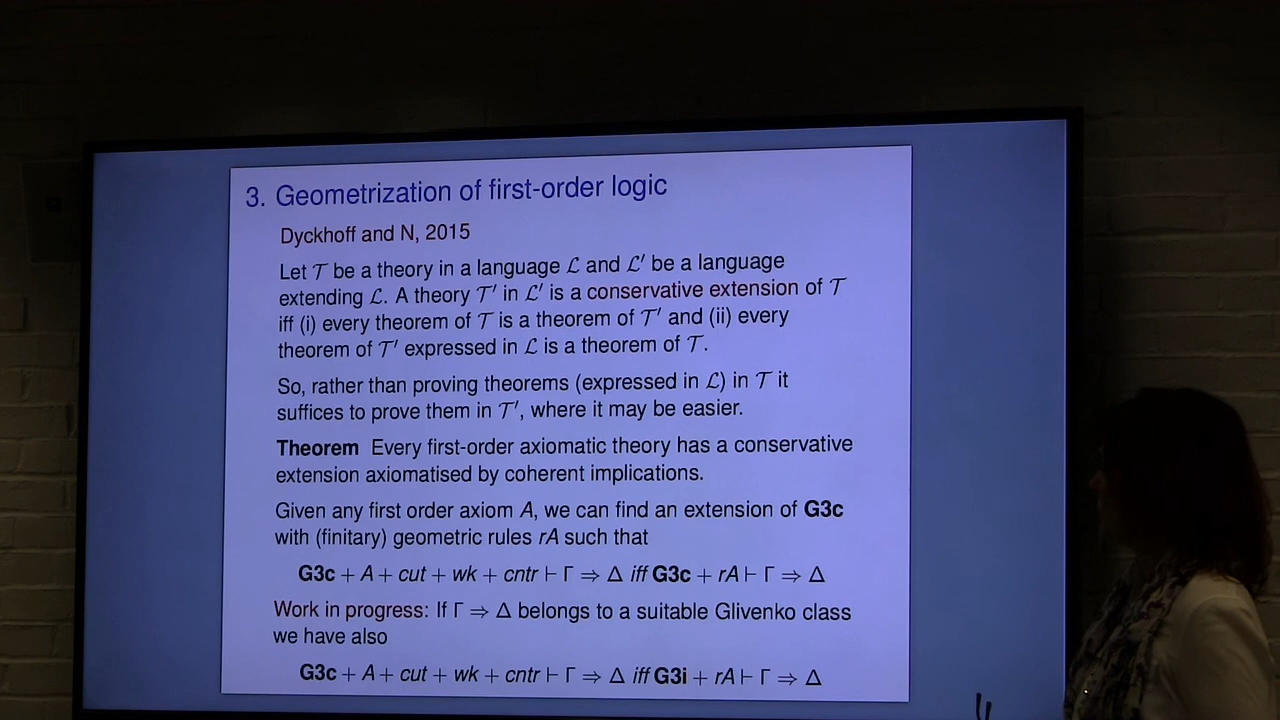 3. Geometrization of first-order logic
Dyckhoff and N, 2015
Let 𝒯 be a theory in a language ℒ and ℒ′ be a language
extending ℒ. A theory 𝒯′ in ℒ′ is a conservative extension of 𝒯
iff (i) every theorem of 𝒯 is a theorem of 𝒯′ and (ii) every
theorem of 𝒯′ expressed in ℒ is a theorem of 𝒯.
So, rather than proving theorems (expressed in ℒ) in 𝒯 it
suffices to prove them in 𝒯′, where it may be easier.
Theorem Every first-order axiomatic theory has a conservative
extension axiomatised by coherent implications.
Given any first order axiom A, we can find an extension of G3c
with (finitary) geometric rules rA such that
G3c + A + cut + wk + cntr ⊢ Γ ⇒ Δ iff G3c + rA ⊢ Γ ⇒ Δ
Work in progress: If Γ ⇒ Δ belongs to a suitable Glivenko class
we have also
G3c + A + cut + wk + cntr ⊢ Γ ⇒ Δ iff G3i + rA ⊢ Γ ⇒ Δ